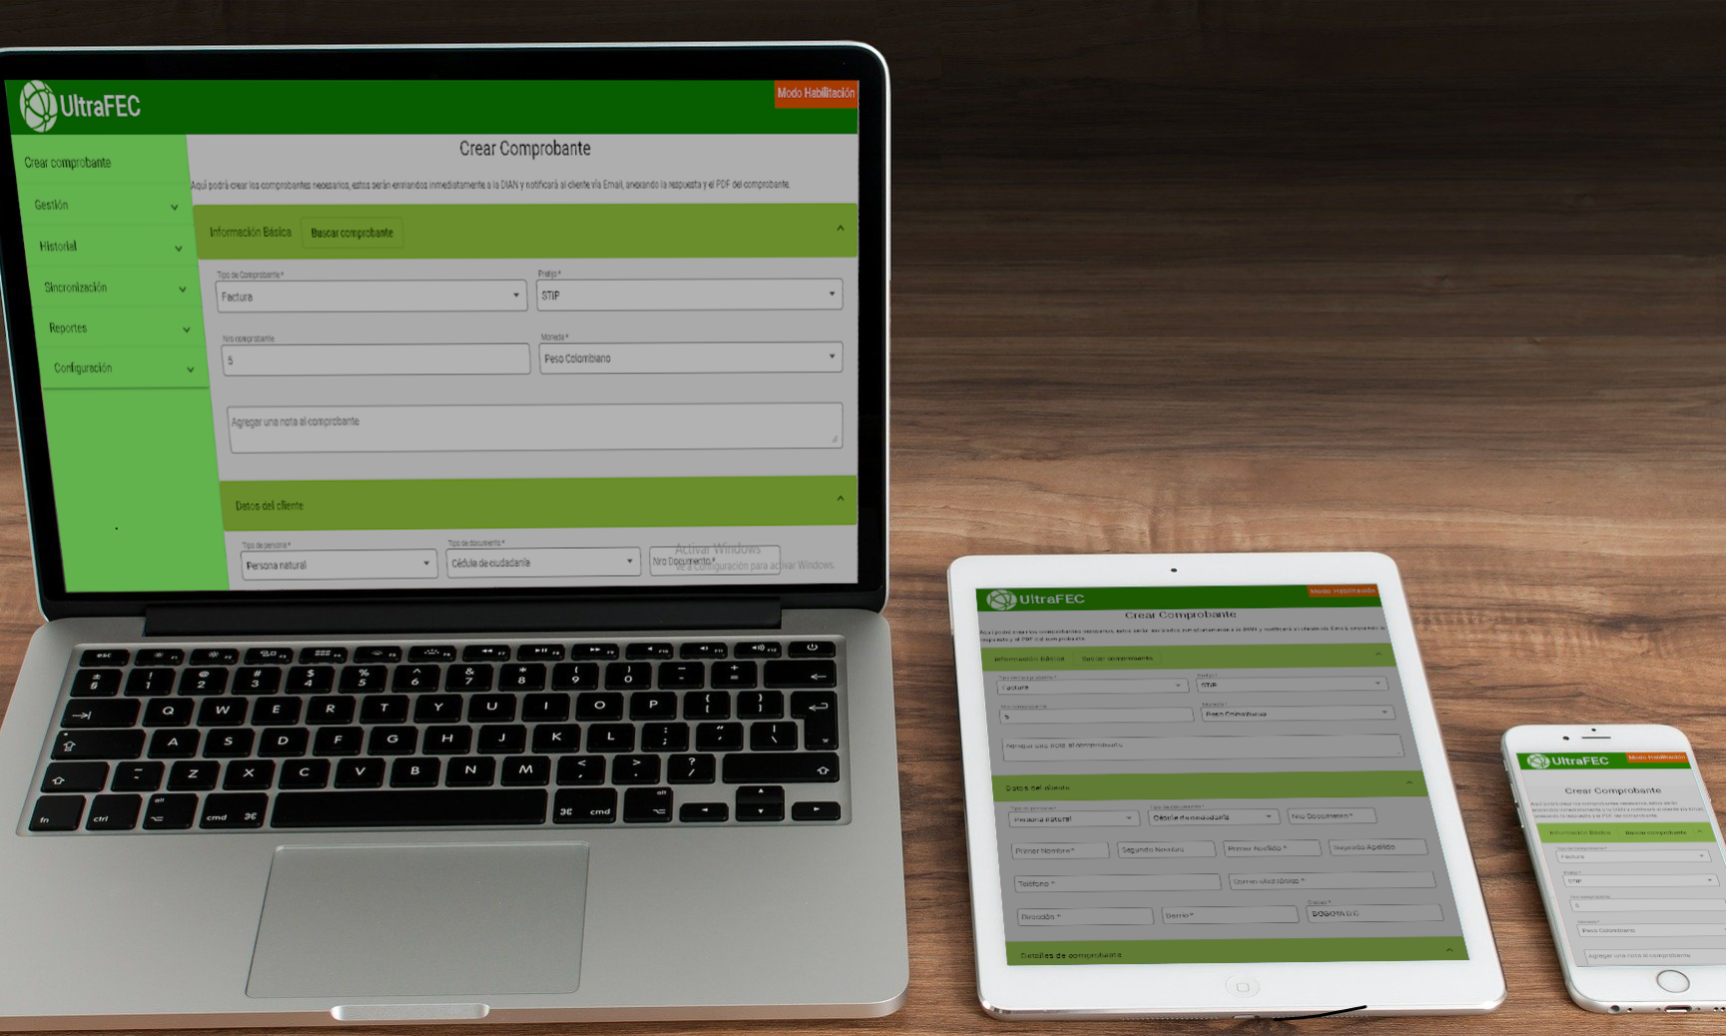 UltraFEC
Modo Habilitación
Crear comprobante
Gestión
Historial
Sincronización
Reportes
Configuración
Crear Comprobante
Aquí podrá crear los comprobantes necesarios, estos serán enviandos inmediatamente a la DIAN y notificará al cliente vía Email, anexando la respuesta y el PDF del comprobante.
Información Básica Buscar comprobante
Tipo de Comprobante * Prefijo *
Factura STIP
Nro comprobante Moneda *
5 Peso Colombiano
Agregar una nota al comprobante
Datos del cliente
Tipo de persona * Tipo de documento *
Persona natural Cédula de ciudadanía Nro Documento *
Activar Windows
Ve a Configuración para activar Windows.
esc
Q W E R T Y U I O P
A S D F G H J K L
Z X C V B N M
fn ctrl alt cmd cmd alt
UltraFEC
Modo Habilitación
Crear Comprobante
Información Básica Buscar comprobante
Factura STIP
5 Peso Colombiano
Agregar una nota al comprobante
Datos del cliente
Persona natural Cédula de ciudadanía Nro Documento *
Primer Nombre * Segundo Nombre Primer Apellido * Segundo Apellido
Teléfono * Correo electrónico *
Dirección * Barrio * BOGOTA D.C
Detalles de comprobante
UltraFEC
Modo Habilitación
Crear Comprobante
Información Básica Buscar comprobante
Factura
STIP
5
Peso Colombiano
Agregar una nota al comprobante